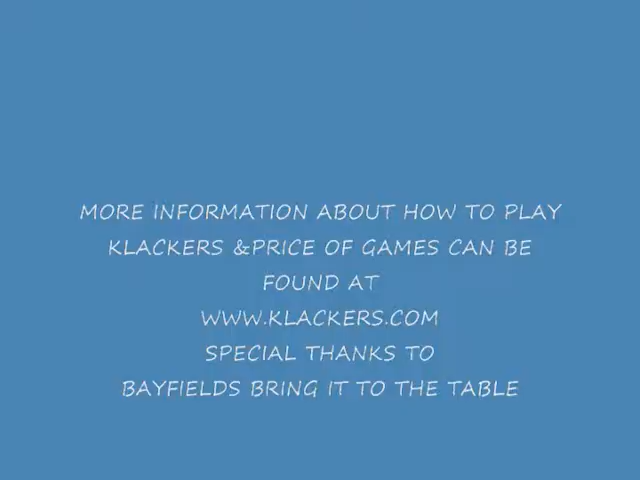 MORE INFORMATION ABOUT HOW TO PLAY
KLACKERS &PRICE OF GAMES CAN BE
FOUND AT
WWW.KLACKERS.COM
SPECIAL THANKS TO
BAYFIELDS BRING IT TO THE TABLE